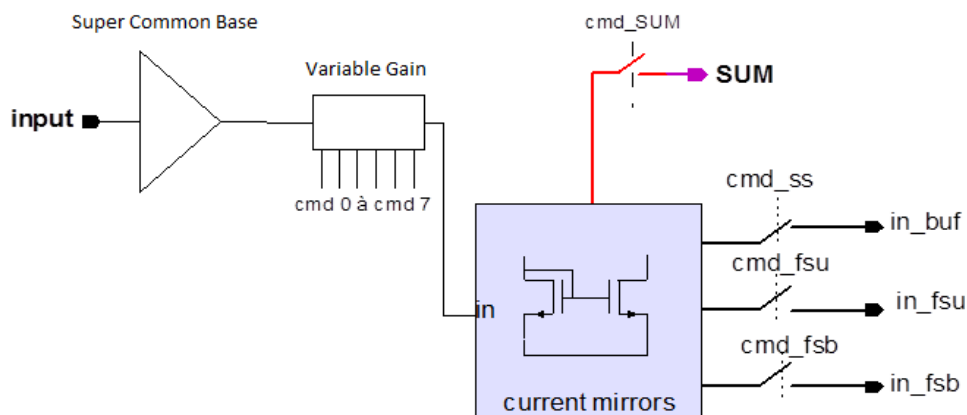 Super Common Base
cmd_SUM
Variable Gain
SUM
input
cmd 0 à cmd 7
cmd_ss
in_buf
cmd_fsu
in
in_fsu
cmd_fsb
in_fsb
current mirrors